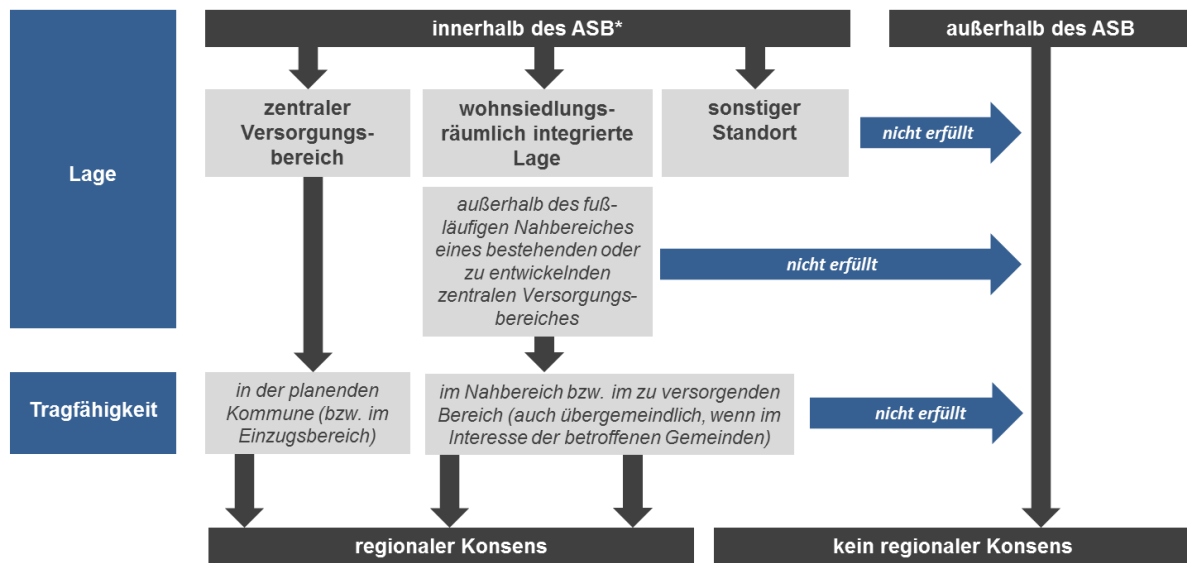 innerhalb des ASB*
außerhalb des ASB
Lage
zentraler
Versorgungs-
bereich
wohnsiedlungs-
räumlich integrierte
Lage
sonstiger
Standort
nicht erfüllt
außerhalb des fuß-
läufigen Nahbereiches
eines bestehenden oder
zu entwickelnden
zentralen Versorgungs-
bereiches
nicht erfüllt
Tragfähigkeit
in der planenden
Kommune (bzw. im
Einzugsbereich)
im Nahbereich bzw. im zu versorgenden
Bereich (auch übergemeindlich, wenn im
Interesse der betroffenen Gemeinden)
nicht erfüllt
regionaler Konsens
kein regionaler Konsens